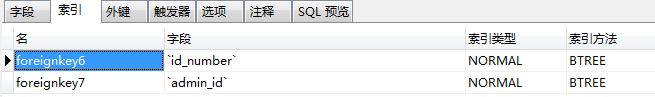 字段 索引 外键 触发器 选项 注释 SQL 预览
名 字段 索引类型 索引方法
foreignkey6 `id_number` NORMAL BTREE
foreignkey7 `admin_id` NORMAL BTREE